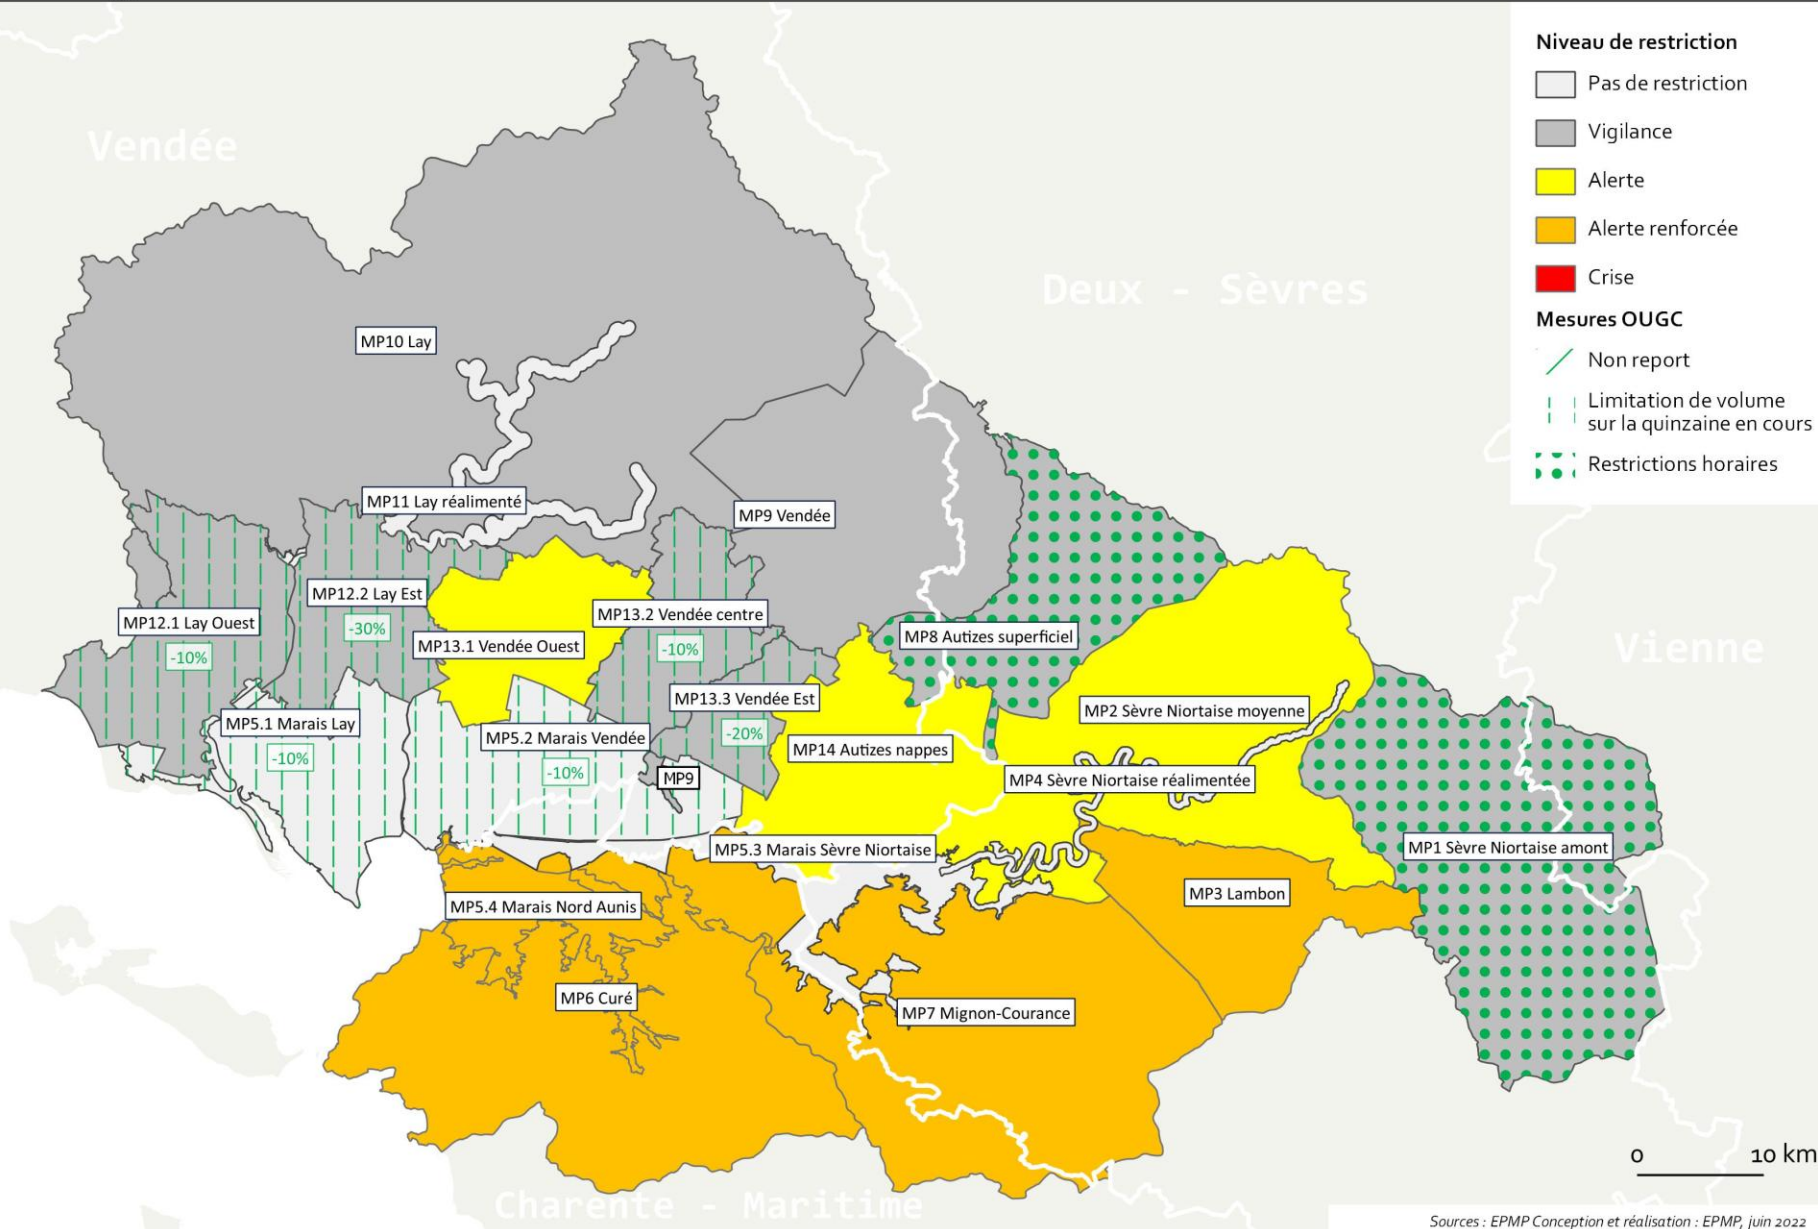 Niveau de restriction
Pas de restriction
Vigilance
Alerte
Alerte renforcée
Crise
Mesures OUGC
Non report
Limitation de volume
sur la quinzaine en cours
Restrictions horaires
Vendée
Deux - Sèvres
Vienne
Charente - Maritime
MP10 Lay
MP11 Lay réalimenté
MP9 Vendée
MP12.2 Lay Est
-30%
MP12.1 Lay Ouest
-10%
MP13.2 Vendée centre
-10%
MP13.1 Vendée Ouest
MP8 Autizes superficiel
MP13.3 Vendée Est
-20%
MP2 Sèvre Niortaise moyenne
MP5.1 Marais Lay
-10%
MP5.2 Marais Vendée
-10%
MP14 Autizes nappes
MP9
MP4 Sèvre Niortaise réalimentée
MP5.3 Marais Sèvre Niortaise
MP1 Sèvre Niortaise amont
MP3 Lambon
MP5.4 Marais Nord Aunis
MP6 Curé
MP7 Mignon-Courance
0 10 km
Sources : EPMP Conception et réalisation : EPMP, juin 2022